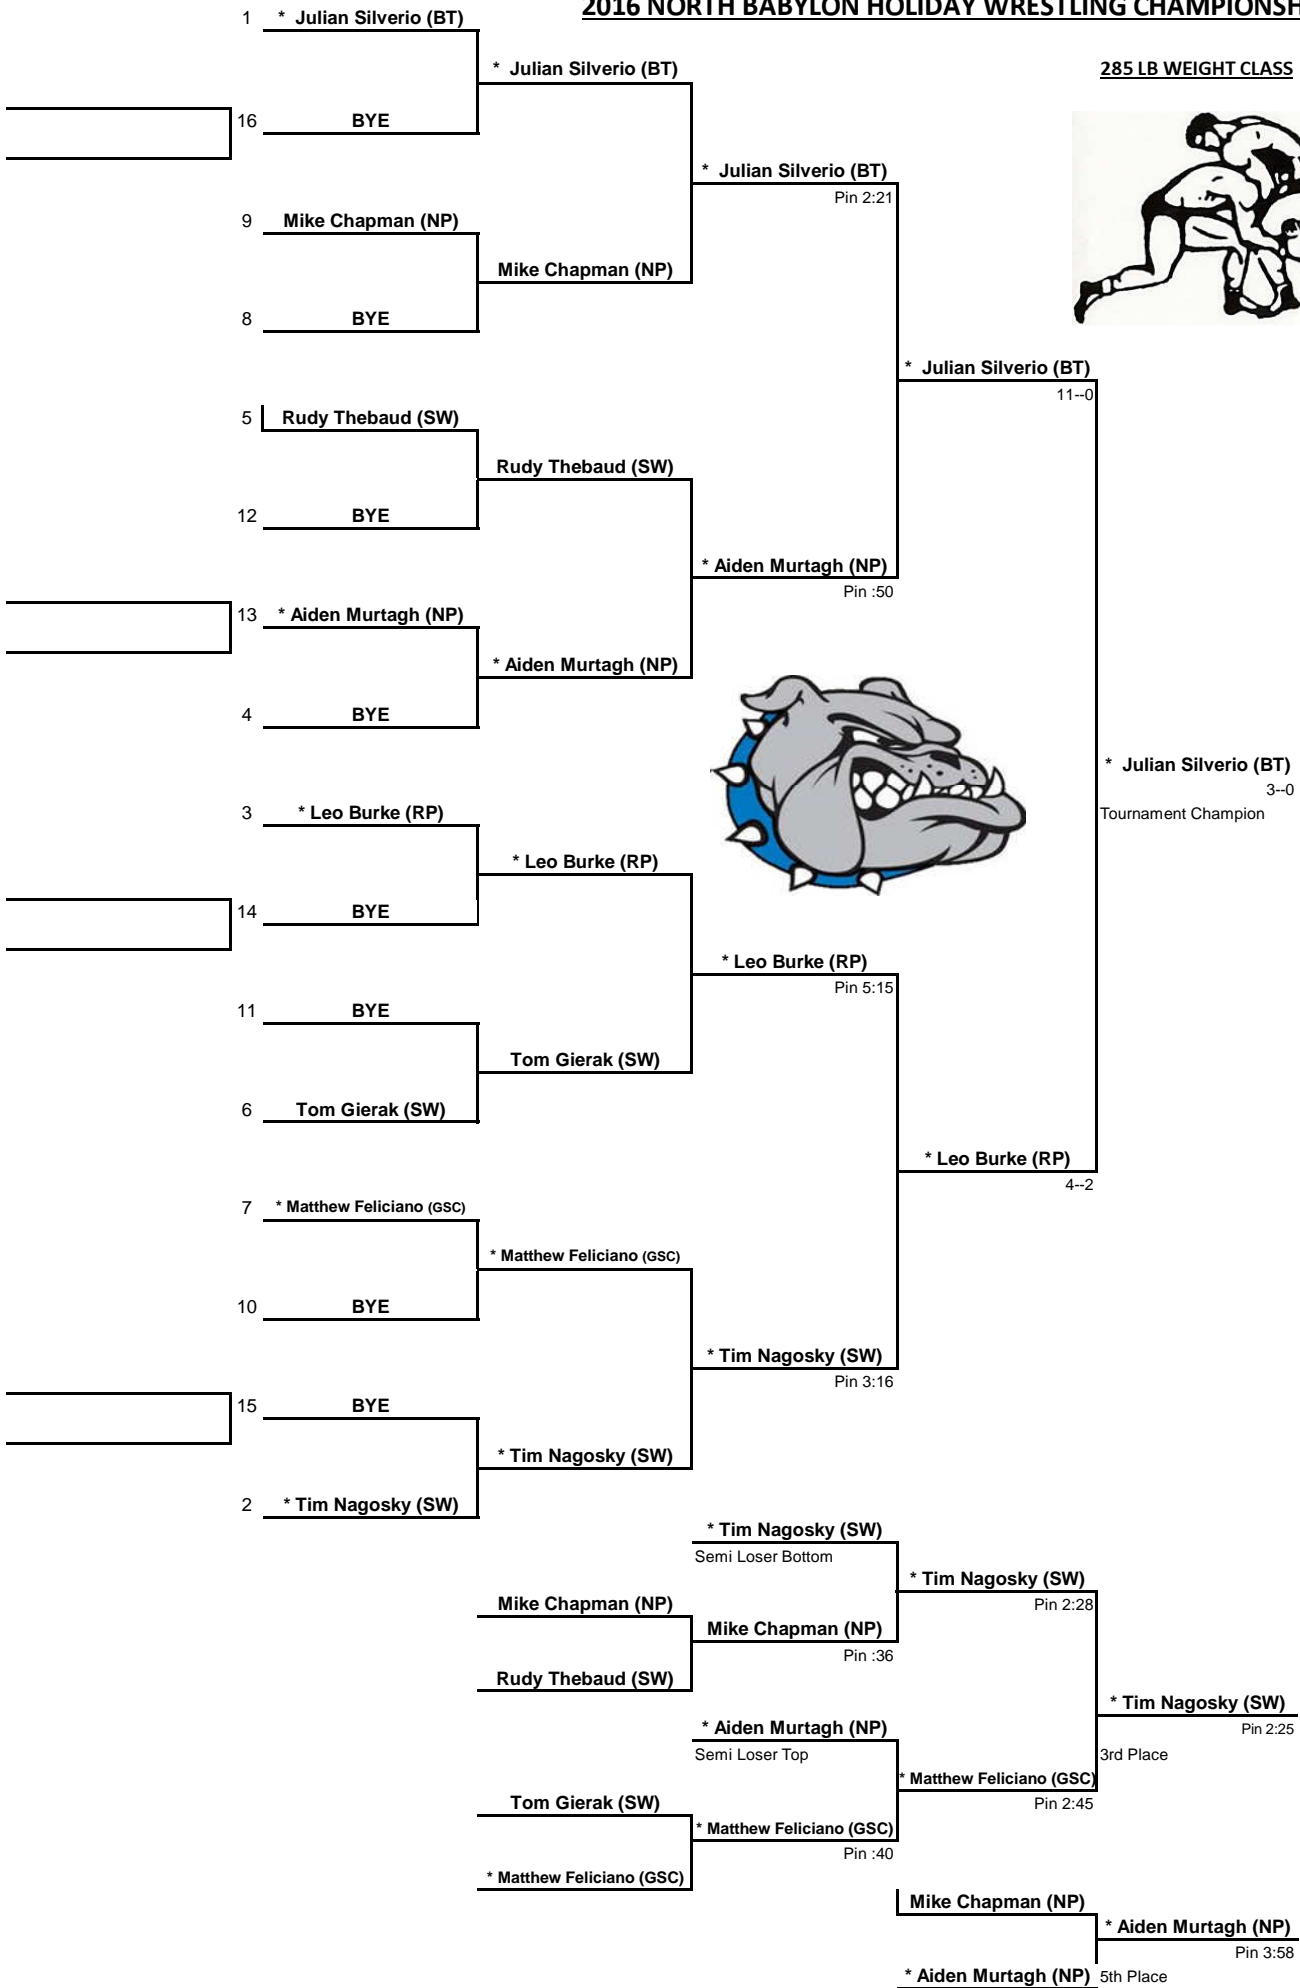 2016 NORTH BABYLON HOLIDAY WRESTLING CHAMPIONSH
285 LB WEIGHT CLASS
1 * Julian Silverio (BT)
* Julian Silverio (BT)
16 BYE
* Julian Silverio (BT)
Pin 2:21
9 Mike Chapman (NP)
Mike Chapman (NP)
8 BYE
* Julian Silverio (BT)
11--0
5 Rudy Thebaud (SW)
Rudy Thebaud (SW)
12 BYE
* Aiden Murtagh (NP)
Pin :50
13 * Aiden Murtagh (NP)
* Aiden Murtagh (NP)
4 BYE
* Julian Silverio (BT)
3--0
Tournament Champion
3 * Leo Burke (RP)
* Leo Burke (RP)
14 BYE
* Leo Burke (RP)
Pin 5:15
11 BYE
Tom Gierak (SW)
6 Tom Gierak (SW)
* Leo Burke (RP)
4--2
7 * Matthew Feliciano (GSC)
* Matthew Feliciano (GSC)
10 BYE
* Tim Nagosky (SW)
Pin 3:16
15 BYE
* Tim Nagosky (SW)
2 * Tim Nagosky (SW)
* Tim Nagosky (SW)
Semi Loser Bottom
* Tim Nagosky (SW)
Pin 2:28
Mike Chapman (NP)
Mike Chapman (NP)
Pin :36
Rudy Thebaud (SW)
* Tim Nagosky (SW)
Pin 2:25
3rd Place
* Aiden Murtagh (NP)
Semi Loser Top
* Matthew Feliciano (GSC)
Pin 2:45
Tom Gierak (SW)
* Matthew Feliciano (GSC)
Pin :40
* Matthew Feliciano (GSC)
Mike Chapman (NP)
* Aiden Murtagh (NP)
Pin 3:58
* Aiden Murtagh (NP) 5th Place